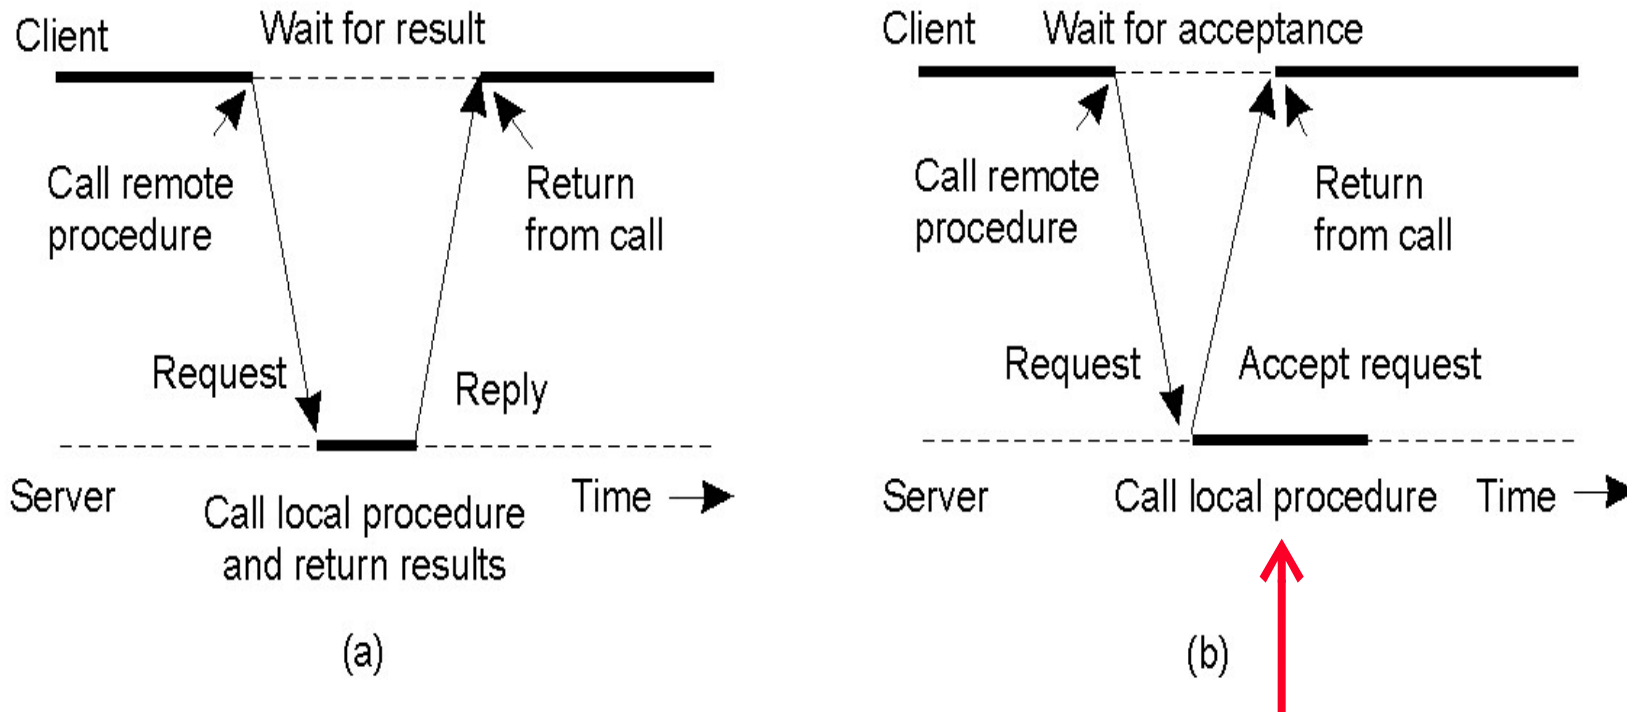 Client
Wait for result
Call remote
procedure
Return
from call
Request
Reply
Server
Call local procedure
and return results
Time
(a)
Client
Wait for acceptance
Call remote
procedure
Return
from call
Request
Accept request
Server
Call local procedure
Time
(b)